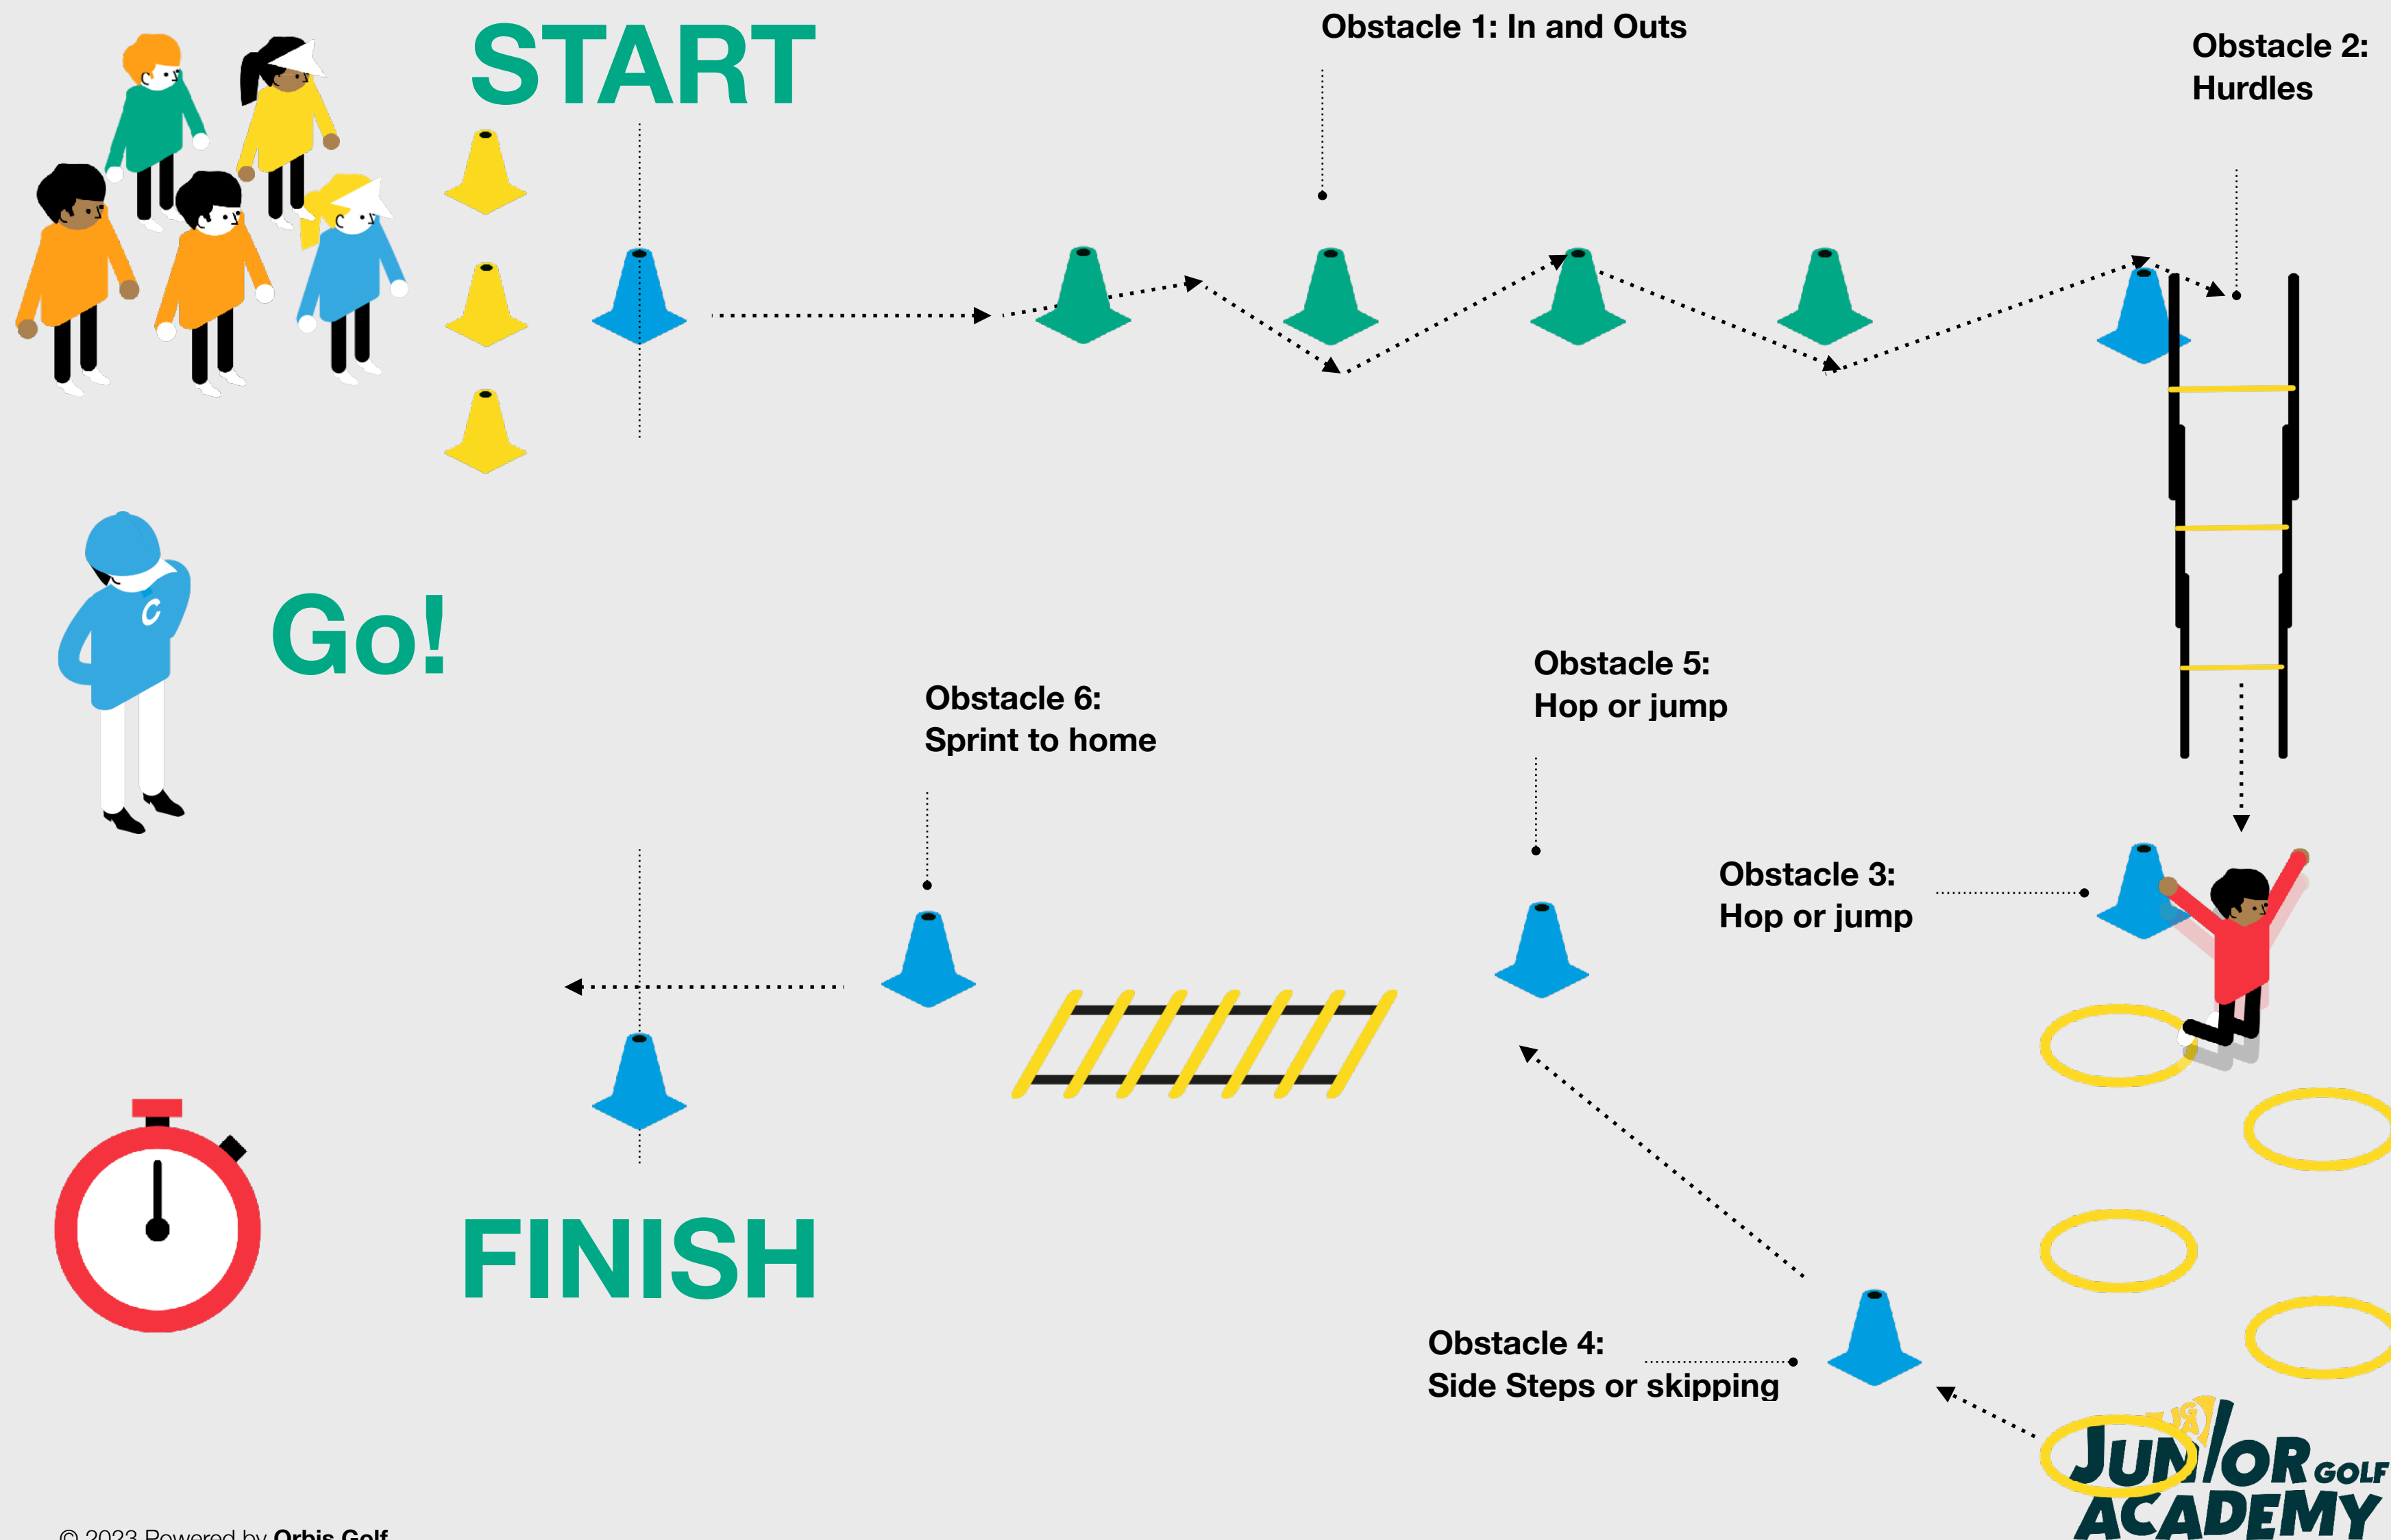 START
Obstacle 1: In and Outs
Obstacle 2:
Hurdles
Go!
C
Obstacle 5:
Hop or jump
Obstacle 6:
Sprint to home
Obstacle 3:
Hop or jump
FINISH
Obstacle 4:
Side Steps or skipping
JUNIOR GOLF
ACADEMY
© 2023 Powered by Orbis Golf